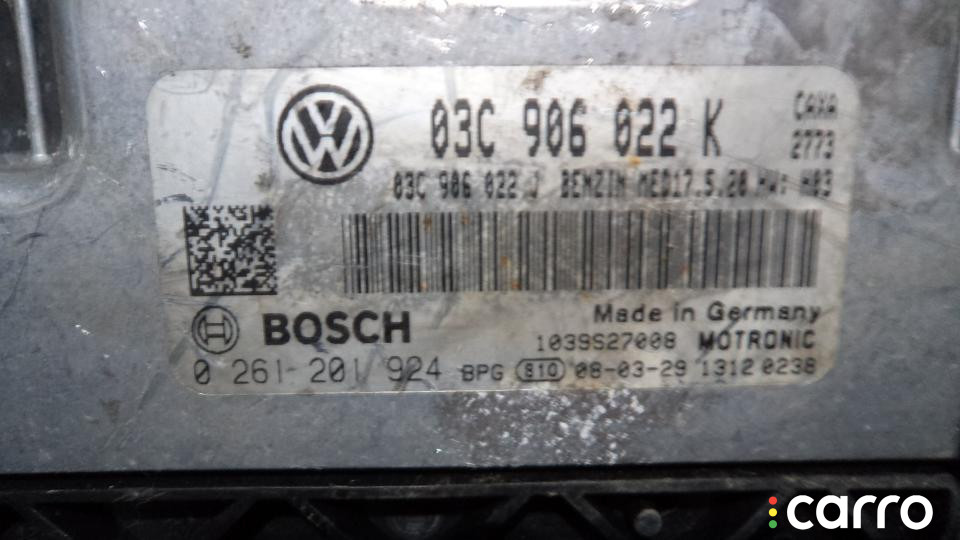 03C 906 022 K CAXA
2773
03C 906 022 J BENZIN MED17.5.20 HW: H03
BOSCH Made in Germany
1039S27008 MOTRONIC
0 261 201 924 BPG 810 08-03-29 1312 0238
carro